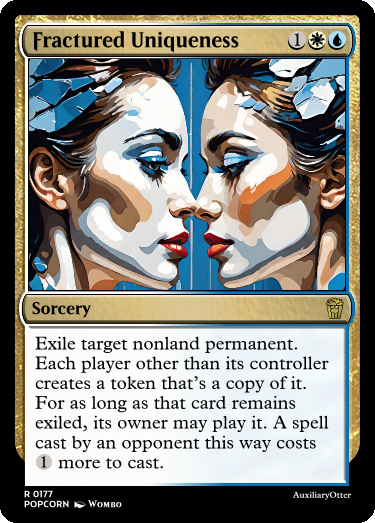 Fractured Uniqueness 1
Sorcery
Exile target nonland permanent.
Each player other than its controller
creates a token that's a copy of it.
For as long as that card remains
exiled, its owner may play it. A spell
cast by an opponent this way costs
1 more to cast.
R 0177
POPCORN WOMBO
AuxiliaryOtter